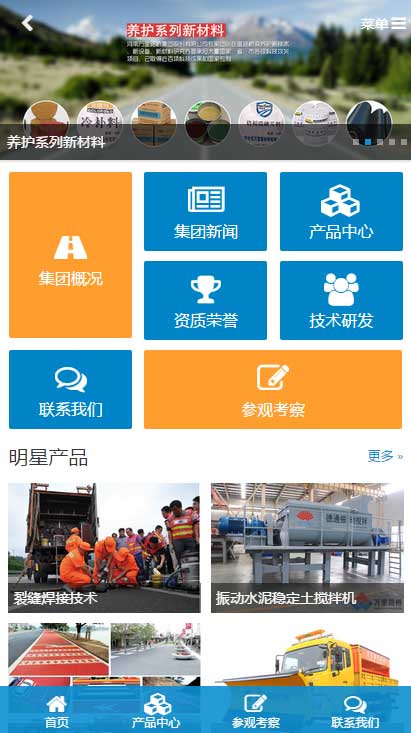 菜单
养护系列新材料
冷补料
养护系列新材料
集团概况
集团新闻
产品中心
资质荣誉
技术研发
联系我们
参观考察
明星产品
更多 »
裂缝焊接技术
振动水泥稳定土搅拌机
首页
产品中心
参观考察
联系我们